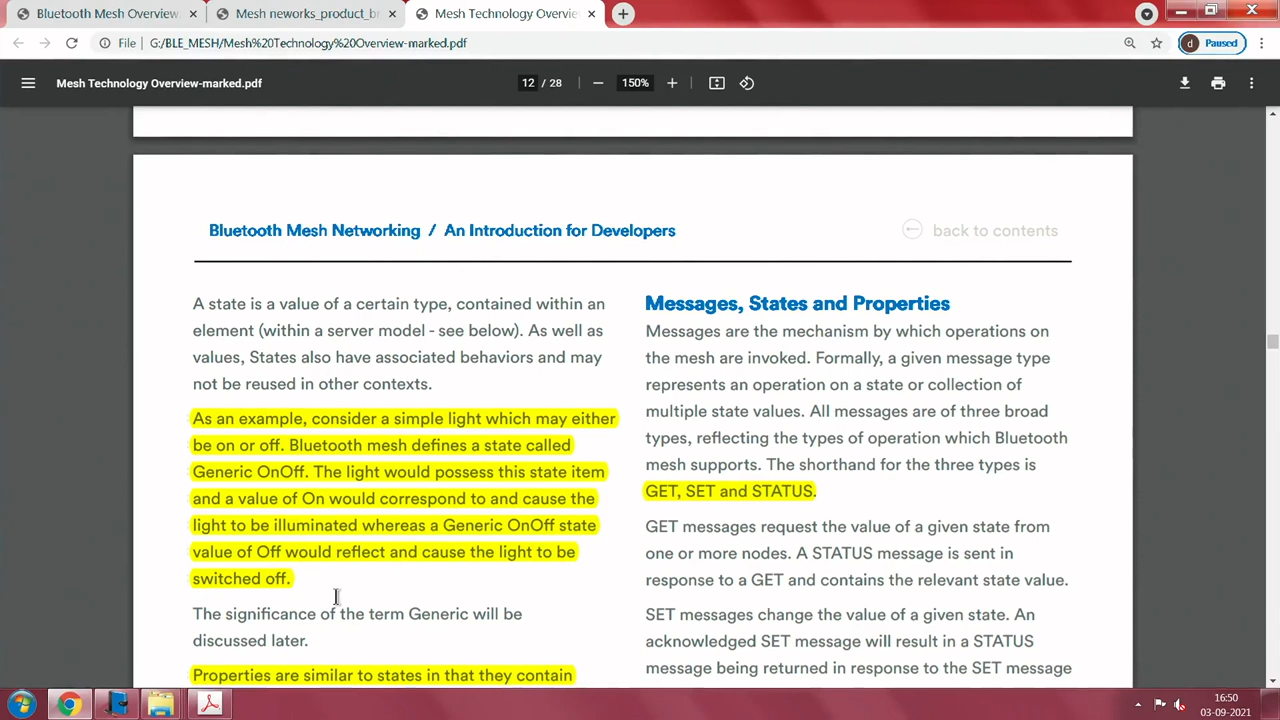 Bluetooth Mesh Overview
Mesh neworks_product_br
Mesh Technology Overvie
File
G:/BLE_MESH/Mesh%20Technology%20Overview-marked.pdf
d
Paused
Mesh Technology Overview-marked.pdf
12 / 28
150%
Bluetooth Mesh Networking / An Introduction for Developers
back to contents
A state is a value of a certain type, contained within an
element (within a server model - see below). As well as
values, States also have associated behaviors and may
not be reused in other contexts.
As an example, consider a simple light which may either
be on or off. Bluetooth mesh defines a state called
Generic OnOff. The light would possess this state item
and a value of On would correspond to and cause the
light to be illuminated whereas a Generic OnOff state
value of Off would reflect and cause the light to be
switched off.
The significance of the term Generic will be
discussed later.
Properties are similar to states in that they contain
Messages, States and Properties
Messages are the mechanism by which operations on
the mesh are invoked. Formally, a given message type
represents an operation on a state or collection of
multiple state values. All messages are of three broad
types, reflecting the types of operation which Bluetooth
mesh supports. The shorthand for the three types is
GET, SET and STATUS.
GET messages request the value of a given state from
one or more nodes. A STATUS message is sent in
response to a GET and contains the relevant state value.
SET messages change the value of a given state. An
acknowledged SET message will result in a STATUS
message being returned in response to the SET message
16:50
03-09-2021